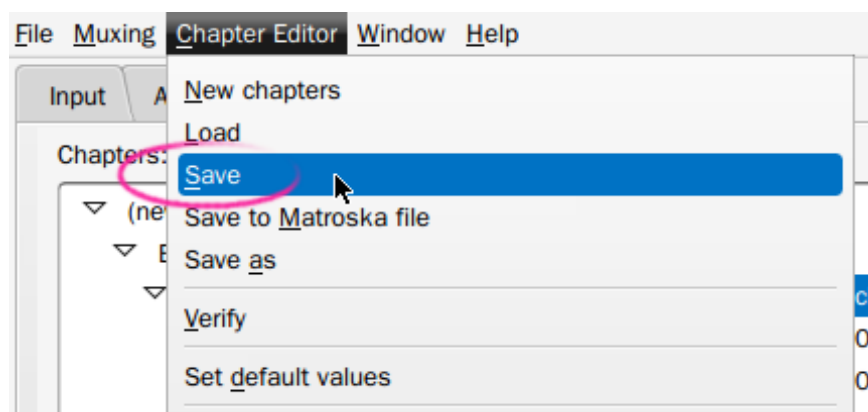 File Muxing Chapter Editor Window Help
Input
New chapters
Load
Chapters:
Save
Save to Matroska file
Save as
Verify
Set default values